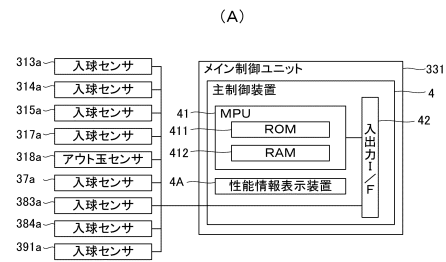 (A)
313a 入球センサ
314a 入球センサ
315a 入球センサ
317a 入球センサ
318a アウト玉センサ
37a 入球センサ
383a 入球センサ
384a 入球センサ
391a 入球センサ
メイン制御ユニット 331
主制御装置 4
41 MPU
411 ROM
412 RAM
4A 性能情報表示装置
入出力I/F 42